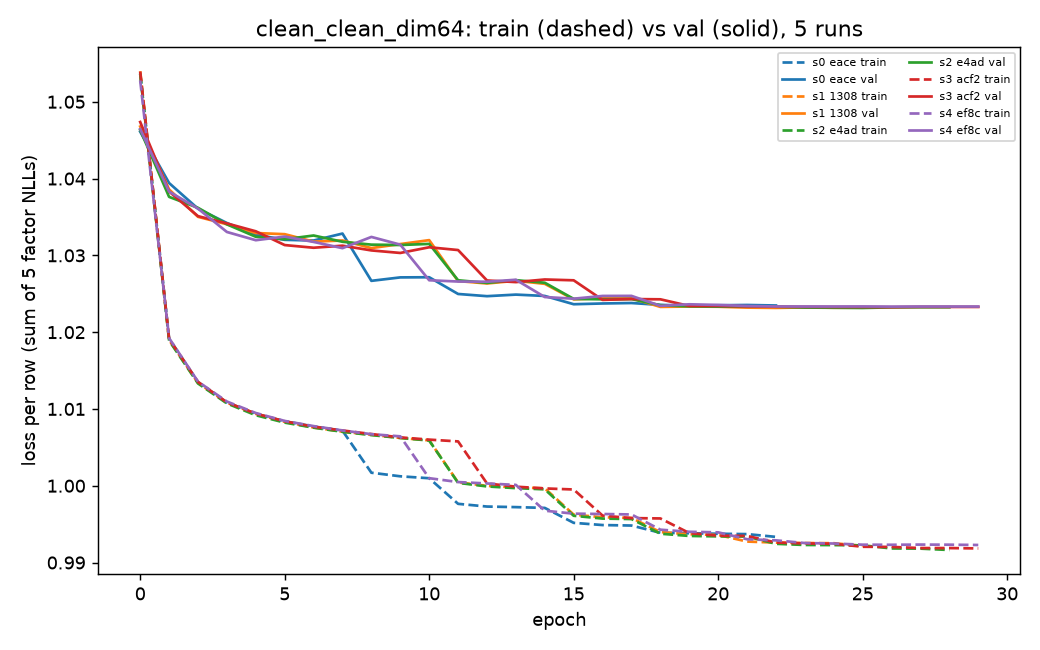 clean_clean_dim64: train (dashed) vs val (solid), 5 runs
s0 eace train
s0 eace val
s1 1308 train
s1 1308 val
s2 e4ad train
s2 e4ad val
s3 acf2 train
s3 acf2 val
s4 ef8c train
s4 ef8c val
loss per row (sum of 5 factor NLLs)
1.05
1.04
1.03
1.02
1.01
1.00
0.99
0
5
10
15
20
25
30
epoch